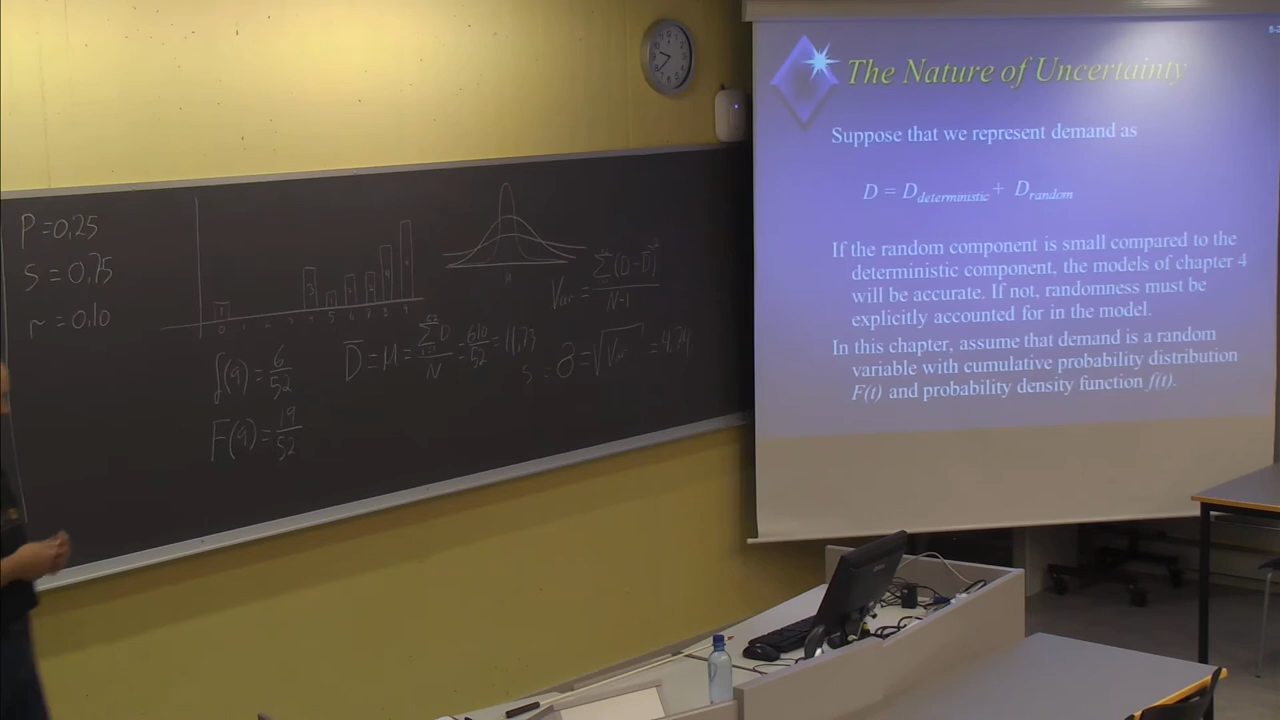 P = 0,25
S = 0,75
r = 0,10
f(9) = 6/52
F(9) = 19/52
D̄ = μ = ΣD/N = 610/52 = 11,73
Var = Σ(D-D̄)²/N-1
S = ∂ = √Var = 4,74
The Nature of Uncertainty
Suppose that we represent demand as
D = D deterministic + D random
If the random component is small compared to the
deterministic component, the models of chapter 4
will be accurate. If not, randomness must be
explicitly accounted for in the model.
In this chapter, assume that demand is a random
variable with cumulative probability distribution
F(t) and probability density function f(t).